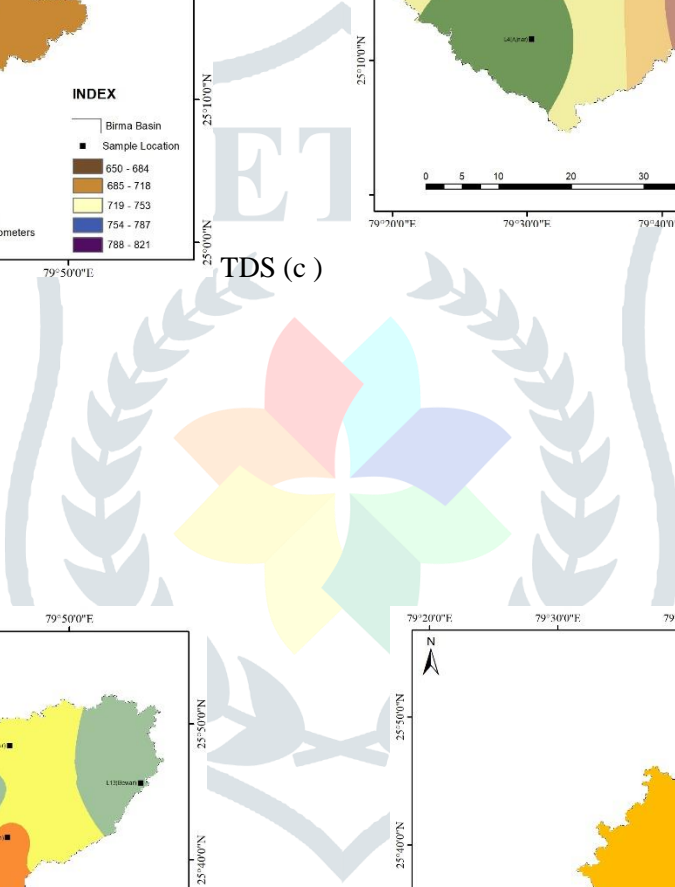 25°10'0"N
INDEX
Birma Basin
Sample Location
650 - 684
685 - 718
719 - 753
754 - 787
788 - 821
ometers
25°0'0"N
79°50'0"E
25°10'0"N
0 5 10 20 30
79°20'0"E 79°30'0"E 79°40'0
ET
TDS (c )
79°50'0"E
25°50'0"N
25°40'0"N
79°20'0"E 79°30'0"E 79
N
25°50'0"N
25°40'0"N